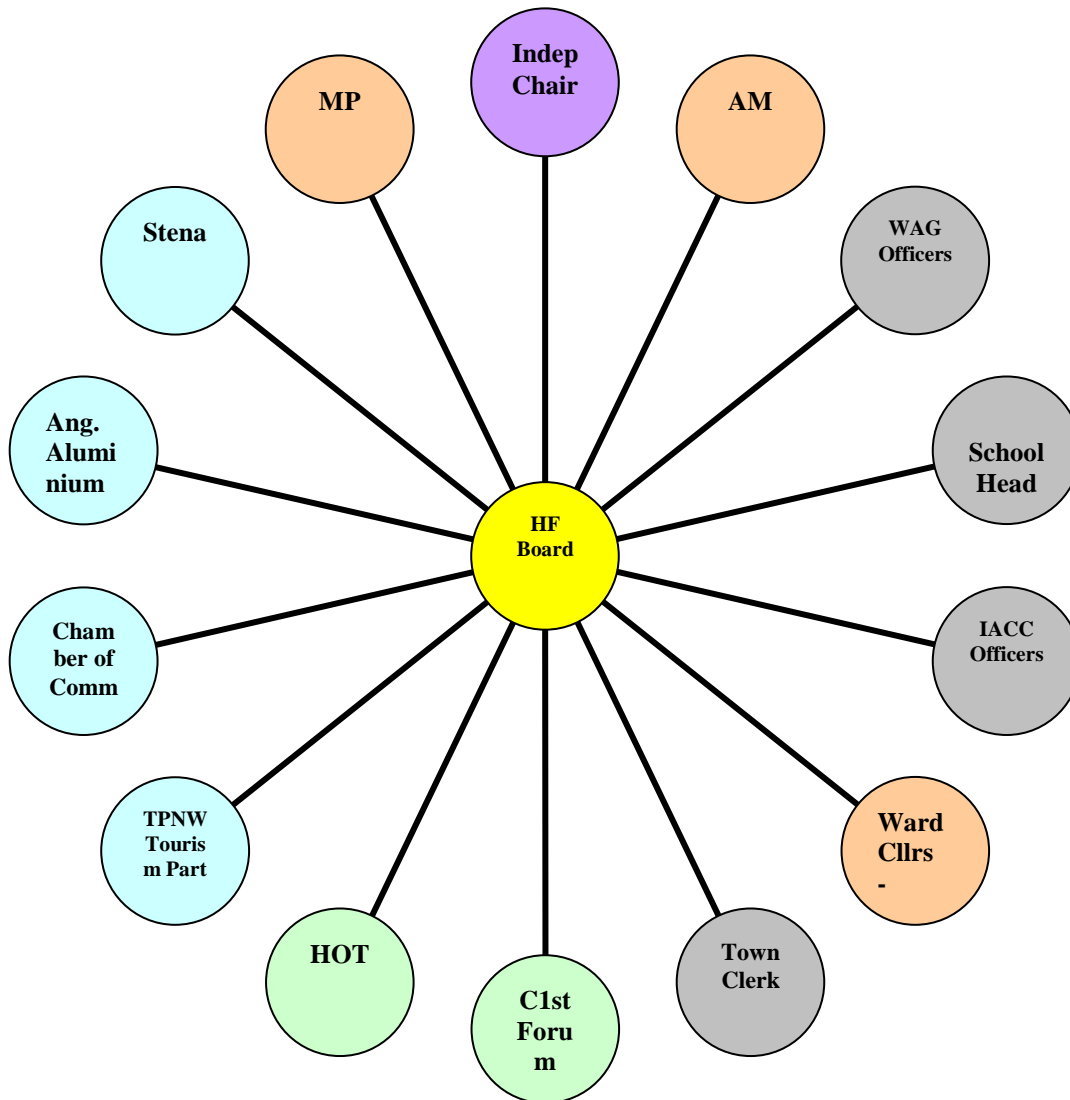 Indep
Chair
MP
AM
Stena
WAG
Officers
Ang.
Alumi
nium
School
Head
HF
Board
Cham
ber of
Comm
IACC
Officers
TPNW
Touris
m Part
Ward
Cllrs
-
HOT
Town
Clerk
C1st
Foru
m